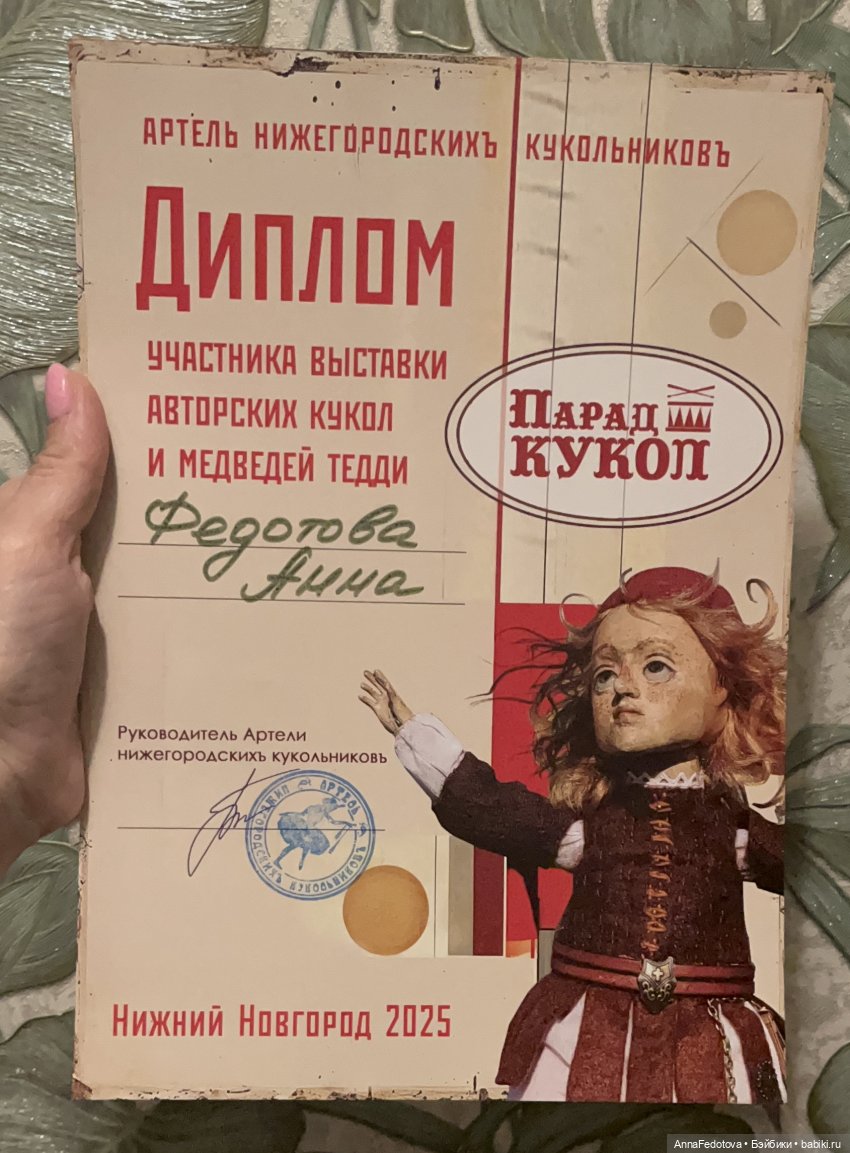 АРТЕЛЬ НИЖЕГОРОДСКИХЪ КУКОЛЬНИКОВЪ
ДИПЛОМ
УЧАСТНИКА ВЫСТАВКИ
АВТОРСКИХ КУКОЛ
И МЕДВЕДЕЙ ТЕДДИ
ПАРАД
КУКОЛ
Федотова
Анна
Руководитель Артели
нижегородскихъ кукольниковъ
НИЖНИЙ НОВГОРОД 2025
AnnaFedotova • Бэйбики • babiki.ru